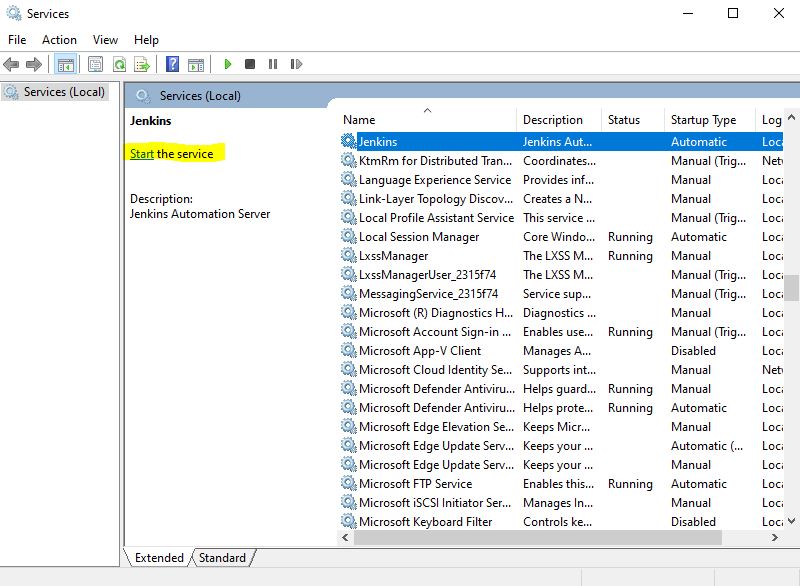 Services
File Action View Help
Services (Local)
Services (Local)
Jenkins
Start the service
Description:
Jenkins Automation Server
Name Description Status Startup Type Log
Jenkins Jenkins Aut... Automatic Loca
KtmRm for Distributed Tran... Coordinates... Manual (Trig... Netv
Language Experience Service Provides inf... Manual Loca
Link-Layer Topology Discov... Creates a N... Manual Loca
Local Profile Assistant Service This service ... Manual (Trig... Loca
Local Session Manager Core Windo... Running Automatic Loca
LxssManager The LXSS M... Running Manual Loca
LxssManagerUser_2315f74 The LXSS M... Manual (Trig... Loca
MessagingService_2315f74 Service sup... Manual (Trig... Loca
Microsoft (R) Diagnostics H... Diagnostics ... Manual Loca
Microsoft Account Sign-in ... Enables use... Running Manual (Trig... Loca
Microsoft App-V Client Manages A... Disabled Loca
Microsoft Cloud Identity Se... Supports int... Manual Netv
Microsoft Defender Antiviru... Helps guard... Running Manual Loca
Microsoft Defender Antiviru... Helps prote... Running Automatic Loca
Microsoft Edge Elevation Se... Keeps Micr... Manual Loca
Microsoft Edge Update Serv... Keeps your ... Automatic (... Loca
Microsoft Edge Update Serv... Keeps your ... Manual Loca
Microsoft FTP Service Enables this... Running Automatic Loca
Microsoft iSCSI Initiator Ser... Manages In... Manual Loca
Microsoft Keyboard Filter Controls ke... Disabled Loca
Extended Standard